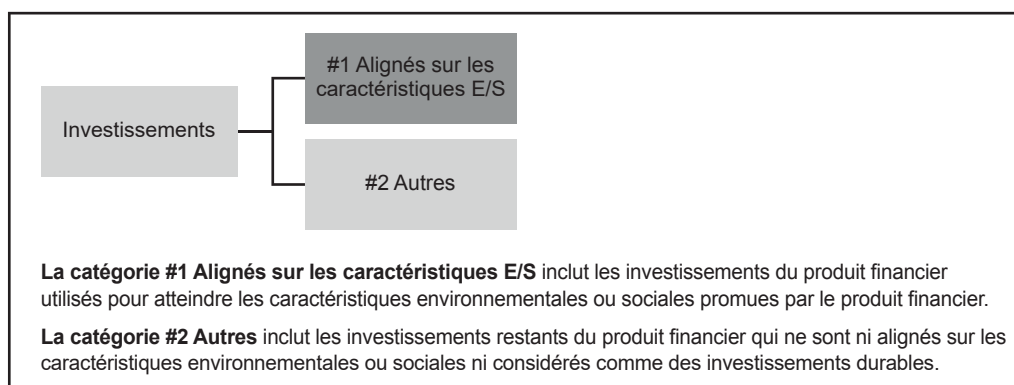 #1 Alignés sur les
caractéristiques E/S
Investissements
#2 Autres
La catégorie #1 Alignés sur les caractéristiques E/S inclut les investissements du produit financier
utilisés pour atteindre les caractéristiques environnementales ou sociales promues par le produit financier.
La catégorie #2 Autres inclut les investissements restants du produit financier qui ne sont ni alignés sur les
caractéristiques environnementales ou sociales ni considérés comme des investissements durables.